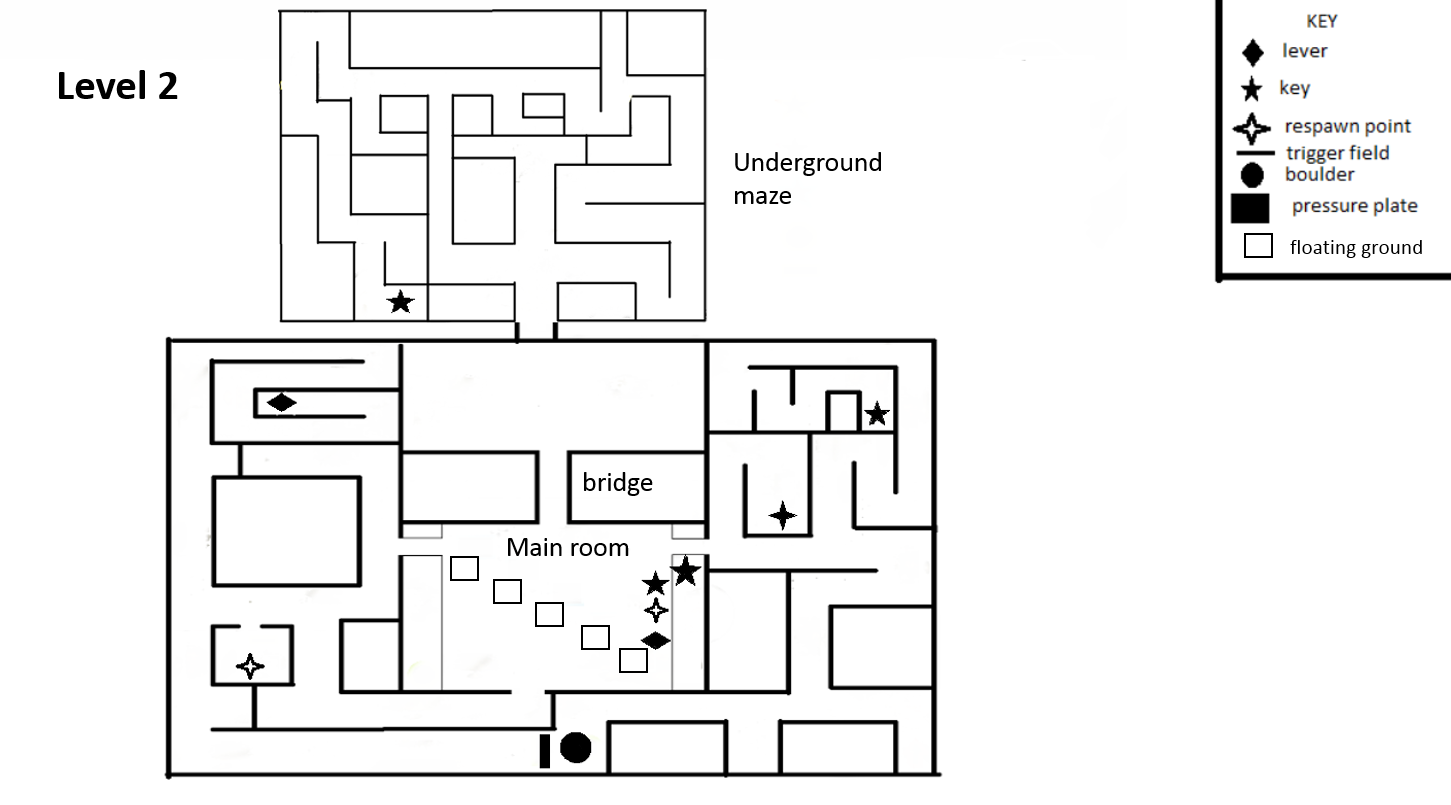 Level 2
Underground
maze
KEY
lever
key
respawn point
trigger field
boulder
pressure plate
floating ground
bridge
Main room